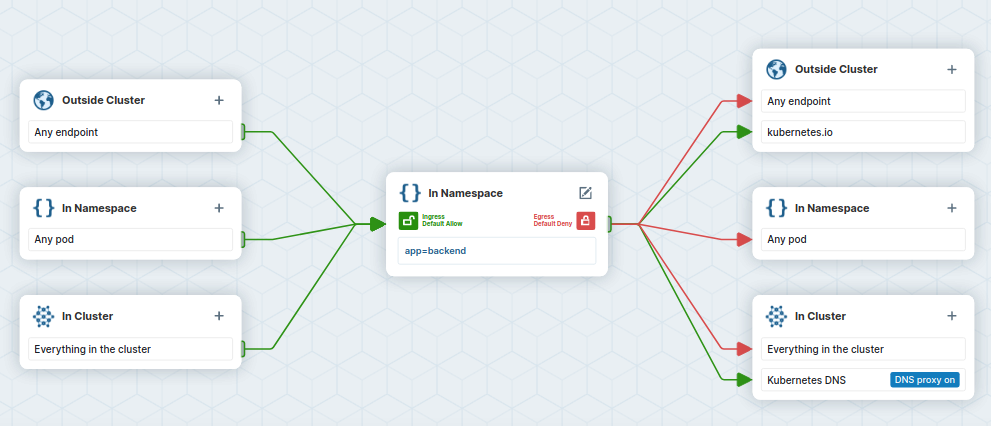 Outside Cluster
Any endpoint
In Namespace
Any pod
In Cluster
Everything in the cluster
In Namespace
Ingress
Default Allow
Egress
Default Deny
app=backend
Outside Cluster
Any endpoint
kubernetes.io
In Namespace
Any pod
In Cluster
Everything in the cluster
Kubernetes DNS DNS proxy on